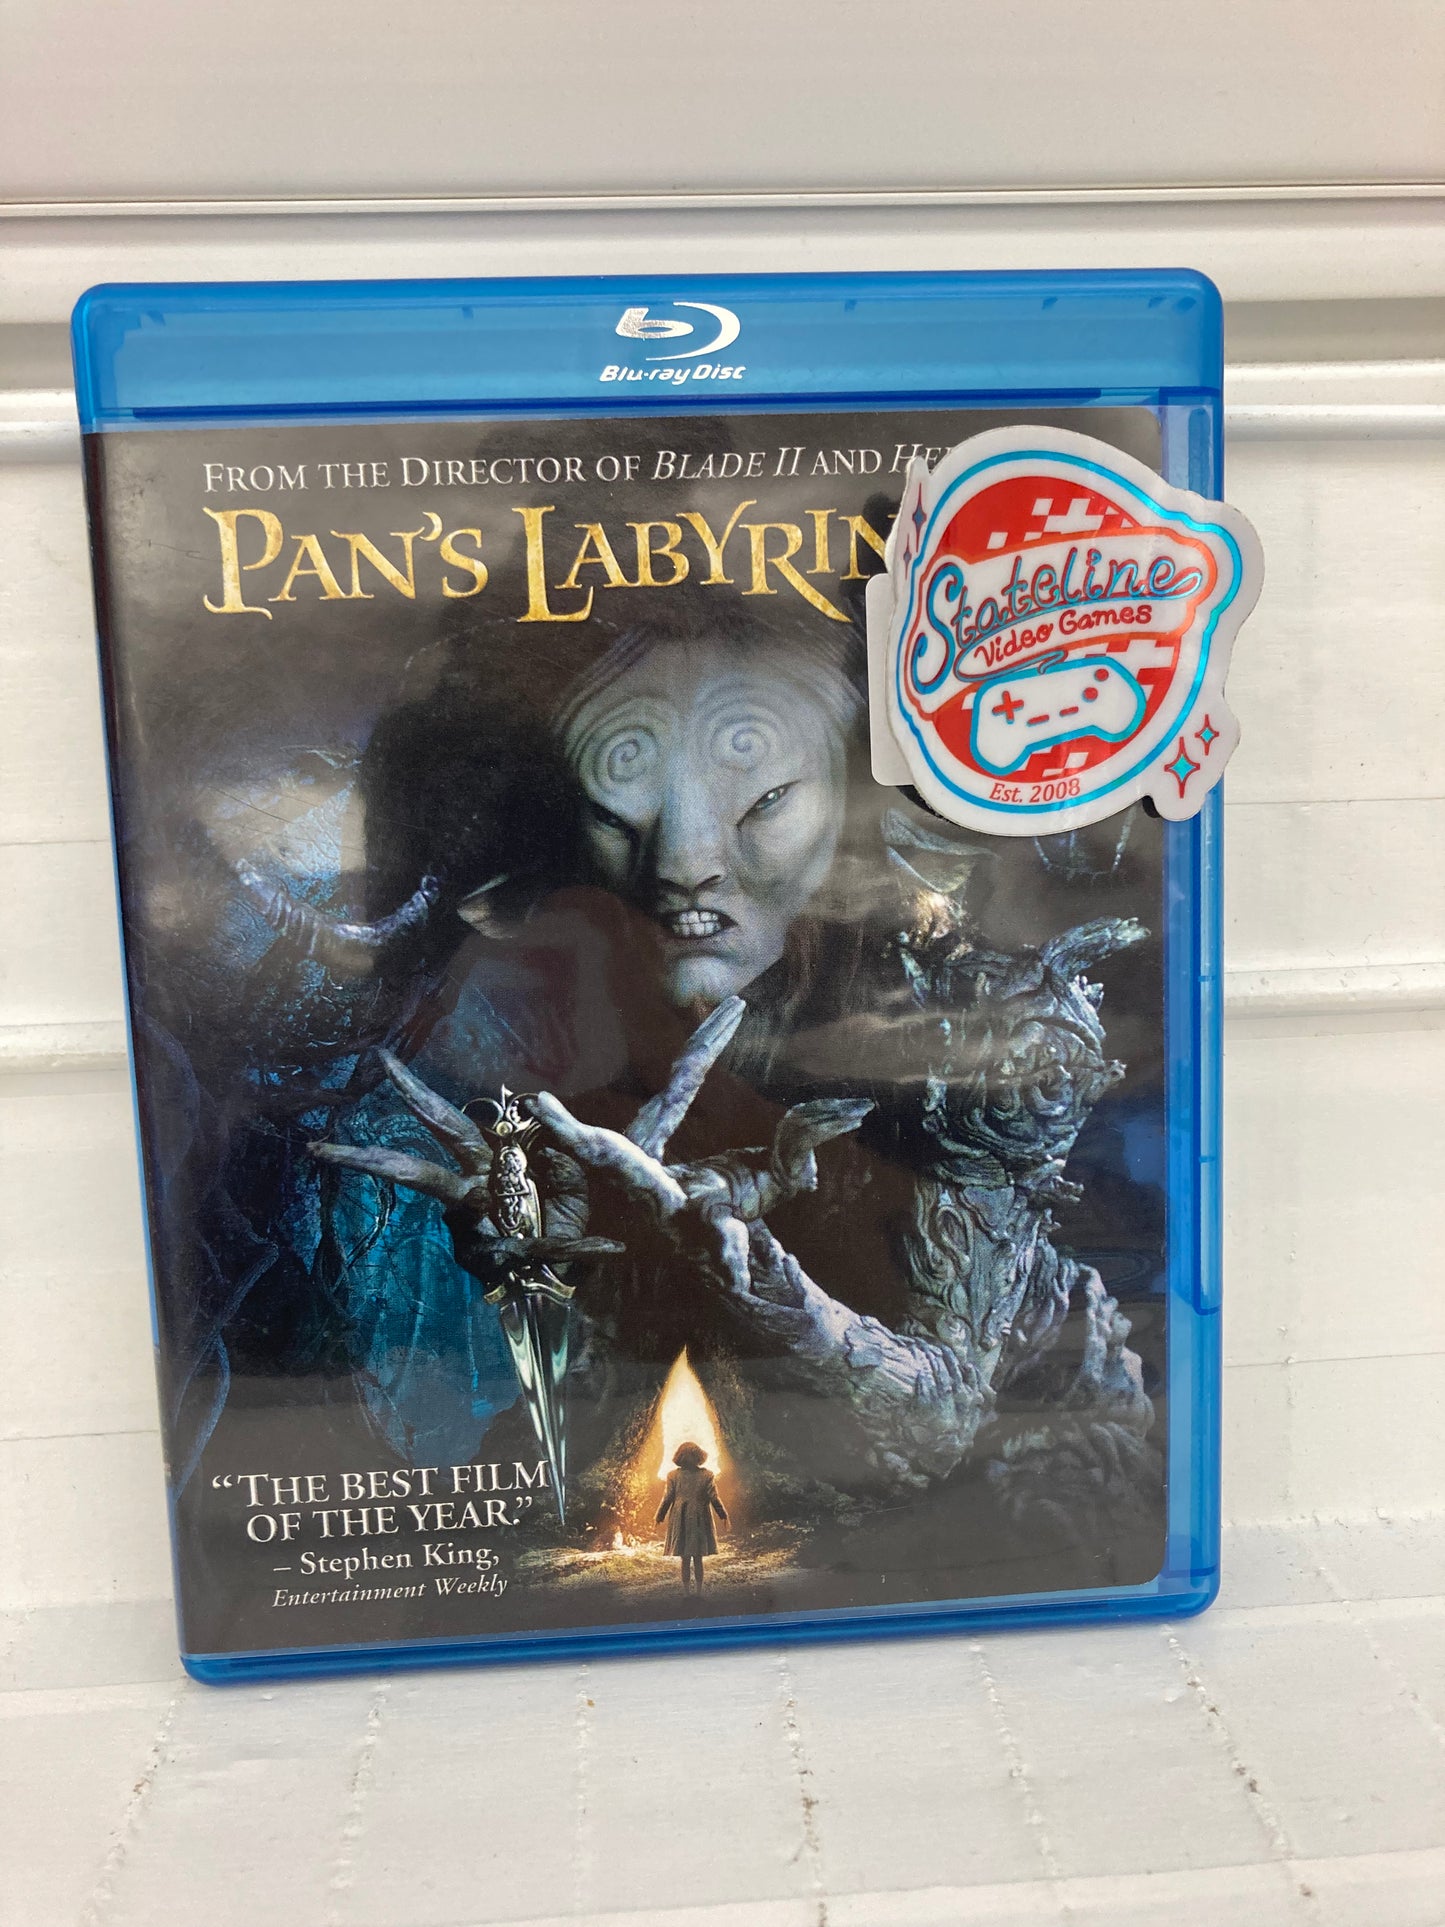 Blu-ray Disc
FROM THE DIRECTOR OF BLADE II AND HE
PAN'S LABYRIN
Stateline
Video Games
Est. 2008
"THE BEST FILM
OF THE YEAR."
– Stephen King,
Entertainment Weekly